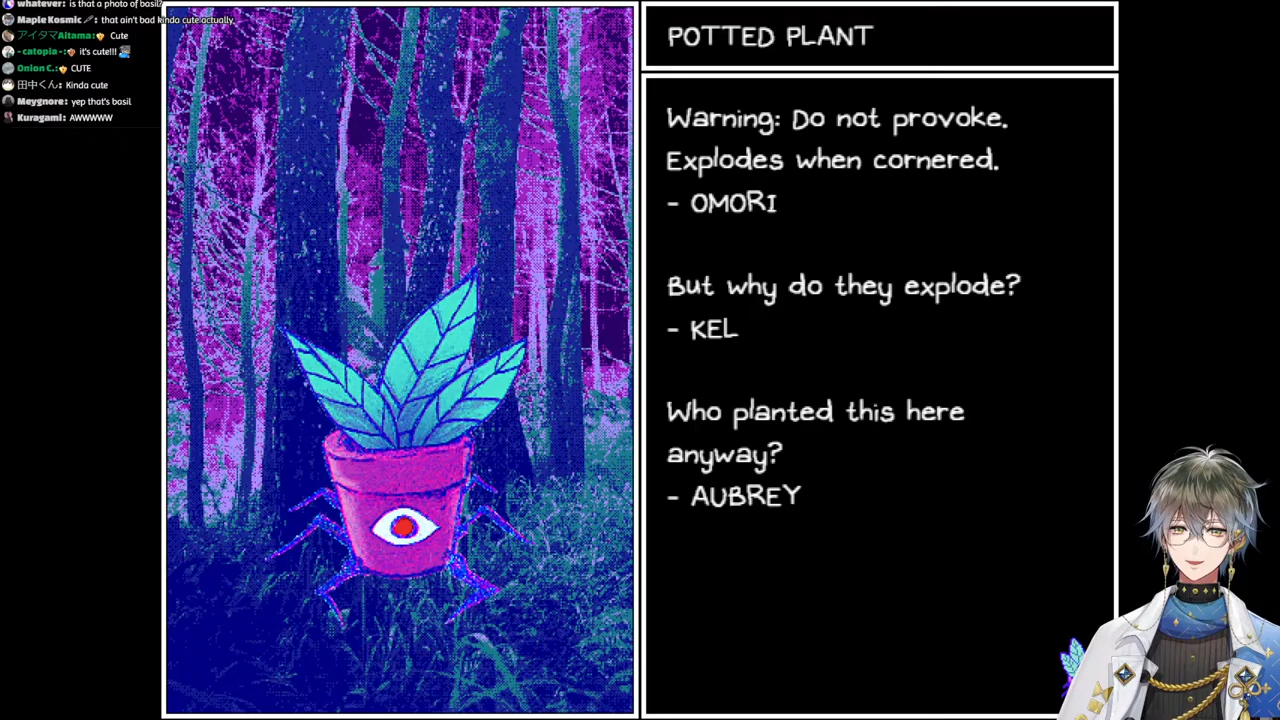 whatever: is that a photo of basil?
Maple Kosmic: that ain't bad kinda cute actually
アイタマAitama: Cute
- catopia -: it's cute!!!
Onion C.: CUTE
田中くん: Kinda cute
Meygnore: yep that's basil
Kuragami: AWWWWW
POTTED PLANT
Warning: Do not provoke.
Explodes when cornered.
- OMORI
But why do they explode?
- KEL
Who planted this here
anyway?
- AUBREY